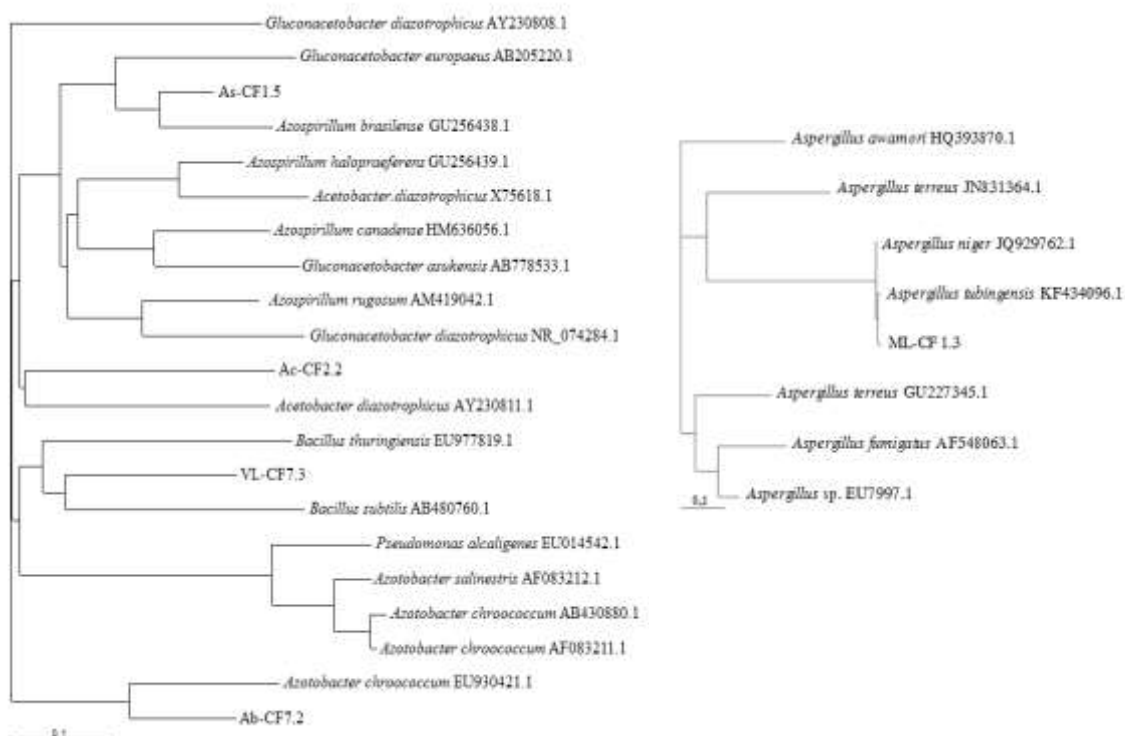 Gluconacetobacter diazotrophicus AY230808.1
Gluconacetobacter europaeus AB205220.1
As-CF1.5
Azospirillum brasilense GU256438.1
Azospirillum halopraeferens GU256439.1
Acetobacter diazotrophicus X75618.1
Azospirillum canadense HM636056.1
Gluconacetobacter asukensis AB778533.1
Azospirillum rugosum AM419042.1
Gluconacetobacter diazotrophicus NR_074284.1
Ac-CF2.2
Acetobacter diazotrophicus AY230811.1
Bacillus thuringiensis EU977819.1
VL-CF7.3
Bacillus subtilis AB480760.1
Pseudomonas alcaligenes EU014542.1
Azotobacter salinestris AF083212.1
Azotobacter chroococcum AB430880.1
Azotobacter chroococcum AF083211.1
Azotobacter chroococcum EU930421.1
Ab-CF7.2
Aspergillus awamori HQ393870.1
Aspergillus terreus JN831364.1
Aspergillus niger JQ929762.1
Aspergillus tubingensis KF434096.1
ML-CF 1.3
Aspergillus terreus GU227345.1
Aspergillus fumigatus AF548063.1
Aspergillus sp. EU7997.1